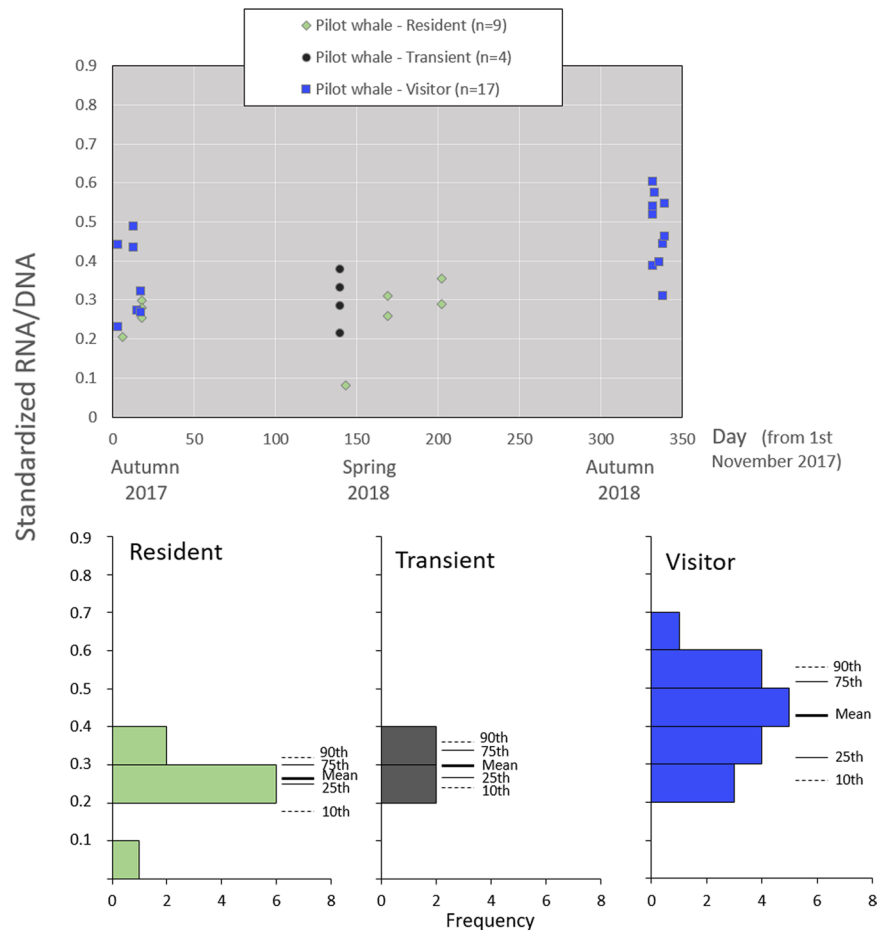 Pilot whale - Resident (n=9)
Pilot whale - Transient (n=4)
Pilot whale - Visitor (n=17)
Standardized RNA/DNA
0.9
0.8
0.7
0.6
0.5
0.4
0.3
0.2
0.1
0
0 50 100 150 200 250 300 350
Day (from 1st
November 2017)
Autumn
2017
Spring
2018
Autumn
2018
Resident
0.9
0.8
0.7
0.6
0.5
0.4
0.3
0.2
0.1
90th
75th
Mean
25th
10th
0 2 4 6 8
Transient
90th
75th
Mean
25th
10th
0 2 4 6 8
Visitor
90th
75th
Mean
25th
10th
0 2 4 6 8
Frequency